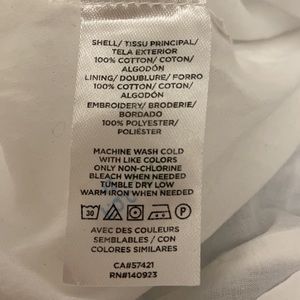 SHELL/ TISSU PRINCIPAL/
TELA EXTERIOR
100% COTTON/ COTON/
ALGODÓN
LINING/ DOUBLURE/ FORRO
100% COTTON/ COTON/
ALGODÓN
EMBROIDERY/ BRODERIE/
BORDADO
100% POLYESTER/
POLIÉSTER
MACHINE WASH COLD
WITH LIKE COLORS
ONLY NON-CHLORINE
BLEACH WHEN NEEDED
TUMBLE DRY LOW
WARM IRON WHEN NEEDED
30 P
AVEC DES COULEURS
SEMBLABLES / CON
COLORES SIMILARES
CA#57421
RN#140923